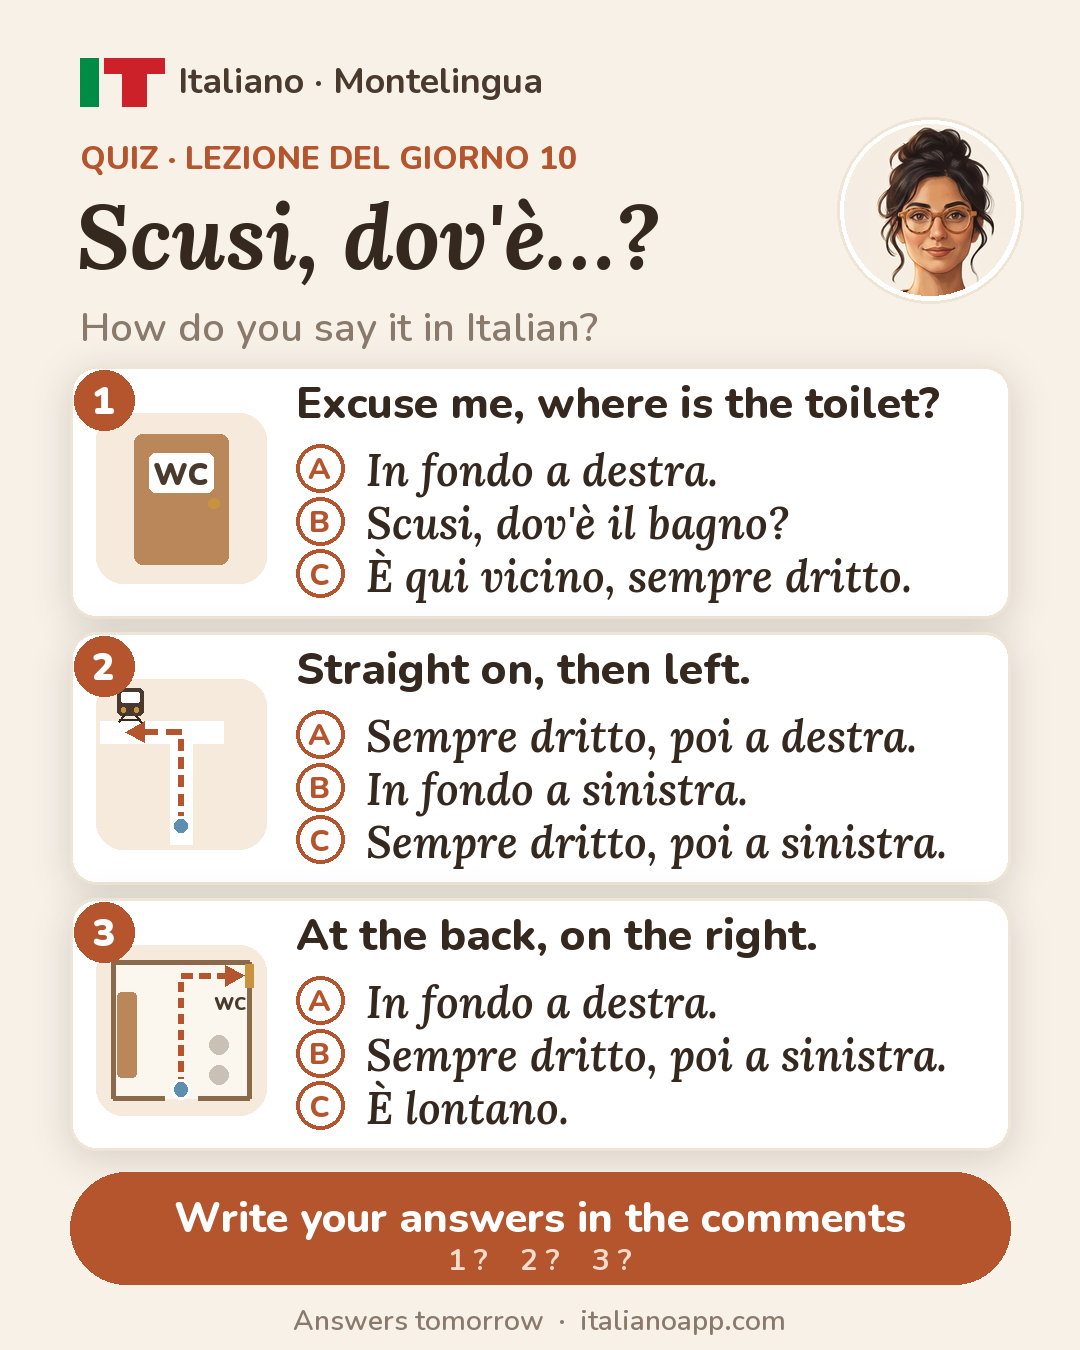 IT Italiano · Montelingua
QUIZ · LEZIONE DEL GIORNO 10
Scusi, dov'è...?
How do you say it in Italian?
1
WC
Excuse me, where is the toilet?
A In fondo a destra.
B Scusi, dov'è il bagno?
C È qui vicino, sempre dritto.
2
Straight on, then left.
A Sempre dritto, poi a destra.
B In fondo a sinistra.
C Sempre dritto, poi a sinistra.
3
WC
At the back, on the right.
A In fondo a destra.
B Sempre dritto, poi a sinistra.
C È lontano.
Write your answers in the comments
1 ? 2 ? 3 ?
Answers tomorrow · italianoapp.com